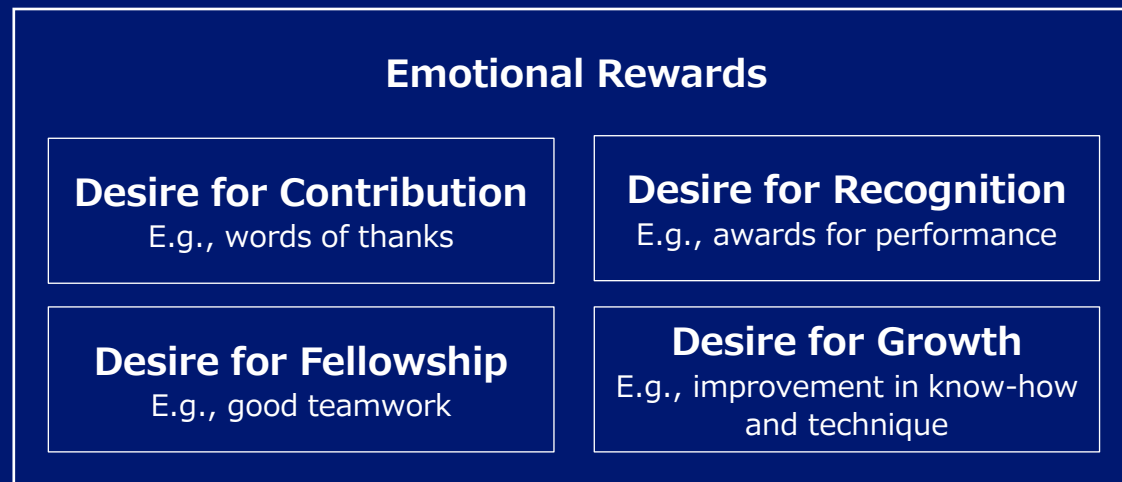 Emotional Rewards
Desire for Contribution
E.g., words of thanks
Desire for Recognition
E.g., awards for performance
Desire for Fellowship
E.g., good teamwork
Desire for Growth
E.g., improvement in know-how
and technique